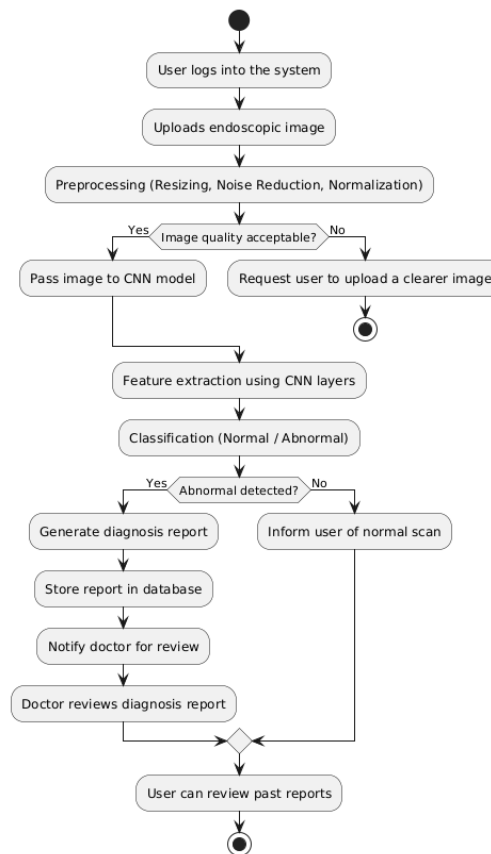 User logs into the system
Uploads endoscopic image
Preprocessing (Resizing, Noise Reduction, Normalization)
Yes
Image quality acceptable?
No
Pass image to CNN model
Request user to upload a clearer image
Feature extraction using CNN layers
Classification (Normal / Abnormal)
Yes
Abnormal detected?
No
Generate diagnosis report
Inform user of normal scan
Store report in database
Notify doctor for review
Doctor reviews diagnosis report
User can review past reports